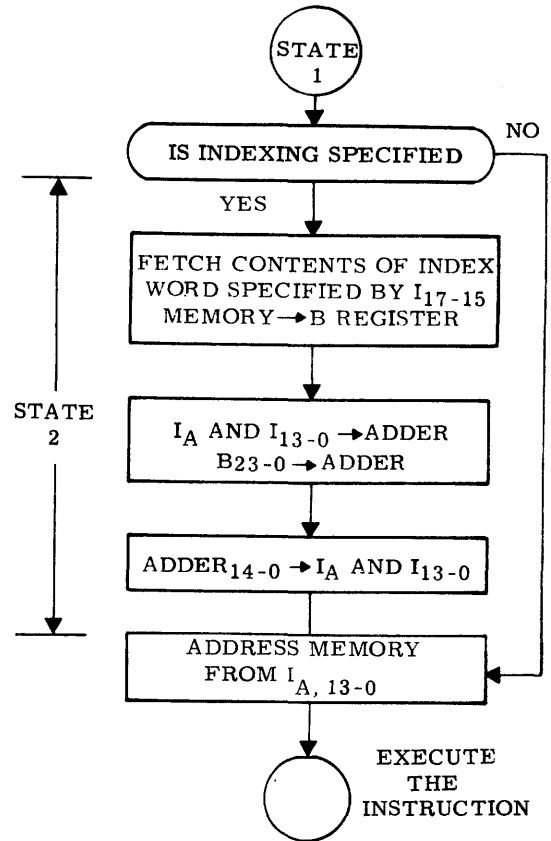 STATE
1
IS INDEXING SPECIFIED
NO
YES
FETCH CONTENTS OF INDEX
WORD SPECIFIED BY I17-15
MEMORY → B REGISTER
STATE
2
IA AND I13-0 → ADDER
B23-0 → ADDER
ADDER14-0 → IA AND I13-0
ADDRESS MEMORY
FROM IA, 13-0
EXECUTE
THE
INSTRUCTION